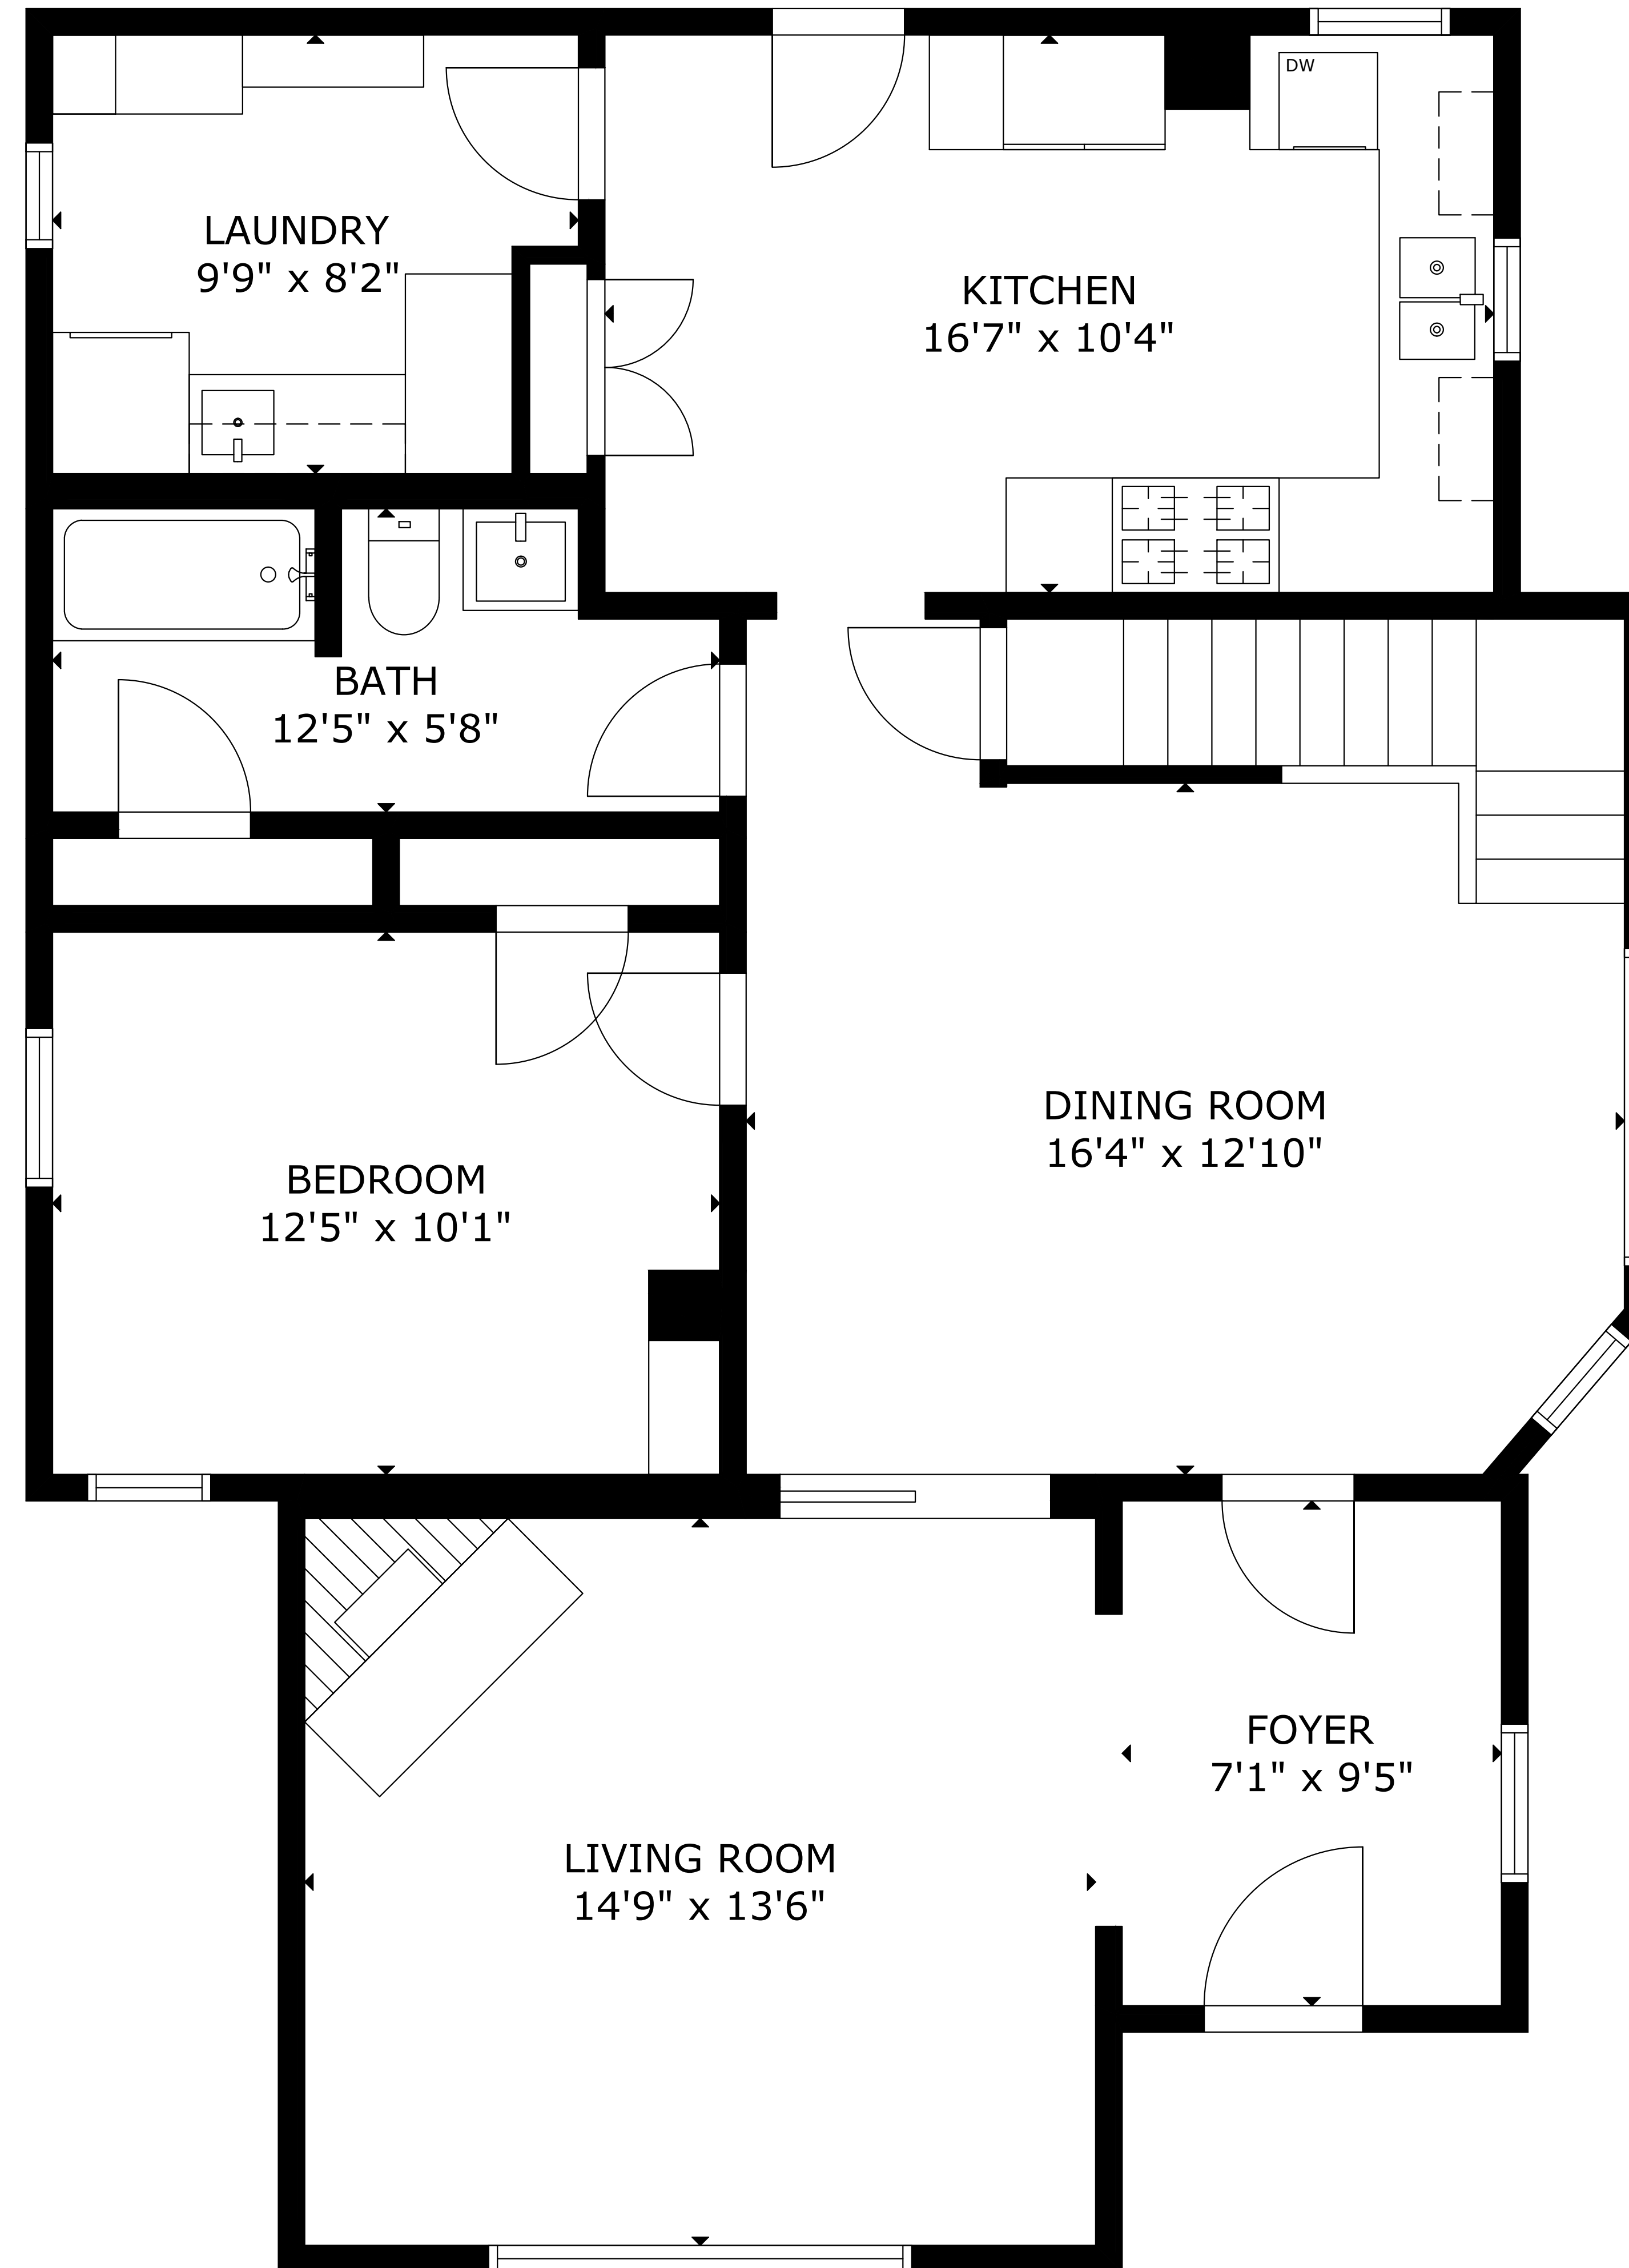 DW
LAUNDRY
9'9" x 8'2"
KITCHEN
16'7" x 10'4"
BATH
12'5" x 5'8"
DINING ROOM
16'4" x 12'10"
BEDROOM
12'5" x 10'1"
FOYER
7'1" x 9'5"
LIVING ROOM
14'9" x 13'6"